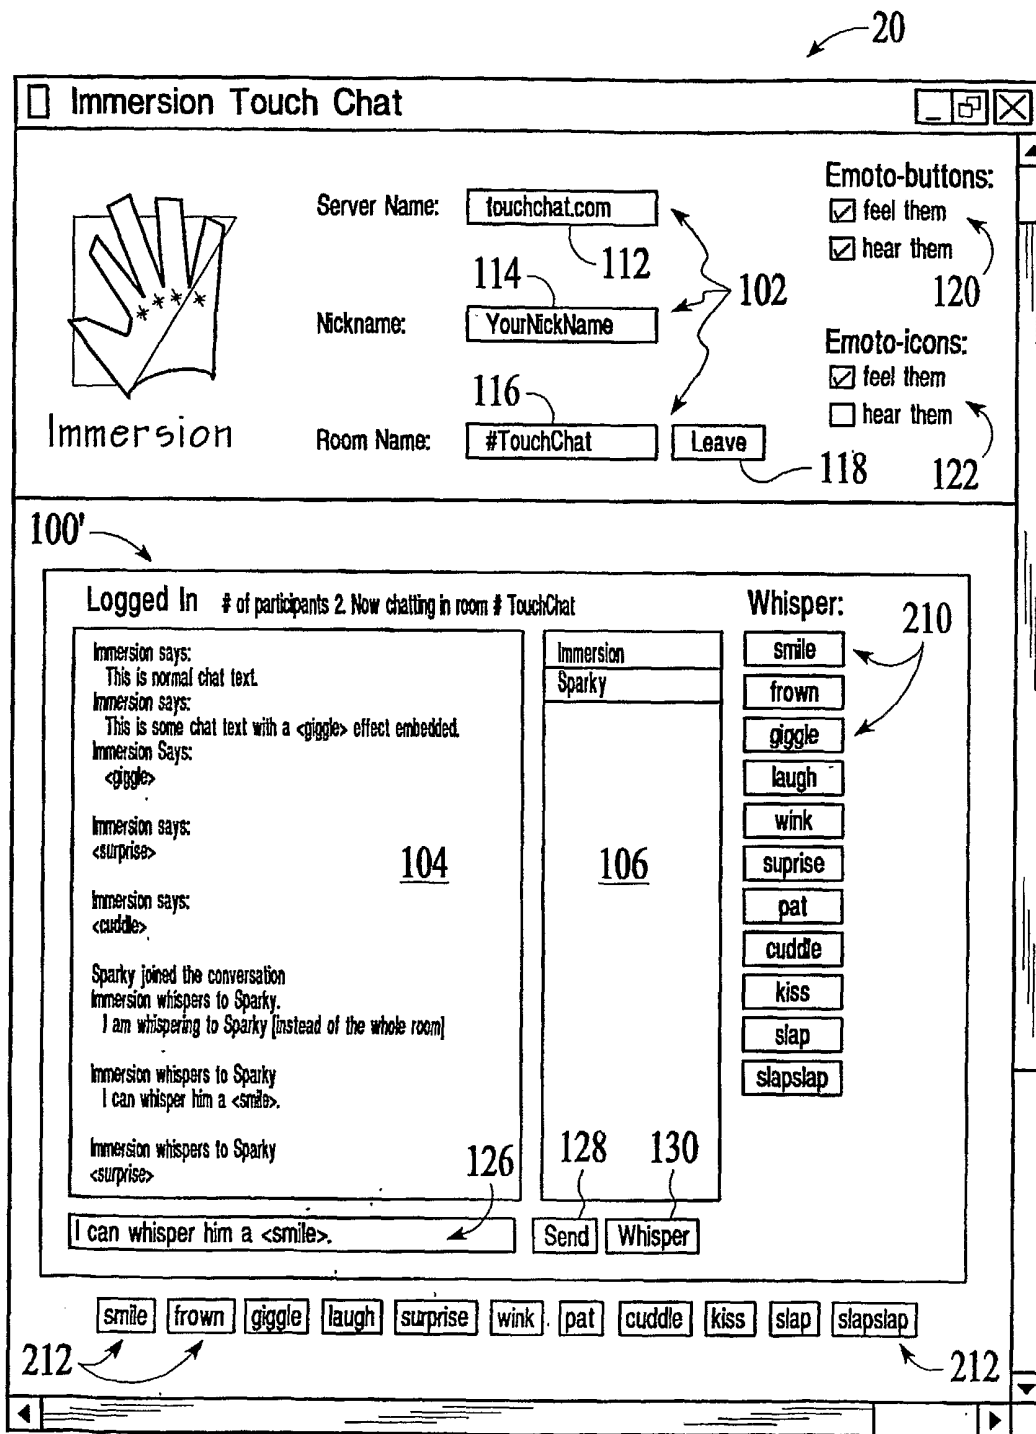 20
Immersion Touch Chat
Emoto-buttons:
Server Name: touchchat.com
feel them
hear them
112
114
102
120
Nickname: YourNickName
Emoto-icons:
feel them
116
hear them
Immersion
Room Name: #TouchChat Leave
118
122
100'
Logged In # of participants 2. Now chatting in room # TouchChat
Whisper:
210
Immersion says:
This is normal chat text.
Immersion says:
This is some chat text with a <giggle> effect embedded.
Immersion Says:
<giggle>
Immersion says:
<surprise>
104
Immersion says:
<cuddle>
Sparky joined the conversation
Immersion whispers to Sparky.
I am whispering to Sparky [instead of the whole room]
Immersion whispers to Sparky
I can whisper him a <smile>.
Immersion whispers to Sparky
<surprise>
126
Immersion
Sparky
106
128
130
smile
frown
giggle
laugh
wink
suprise
pat
cuddle
kiss
slap
slapslap
I can whisper him a <smile>.
Send Whisper
smile frown giggle laugh surprise wink pat cuddle kiss slap slapslap
212
212